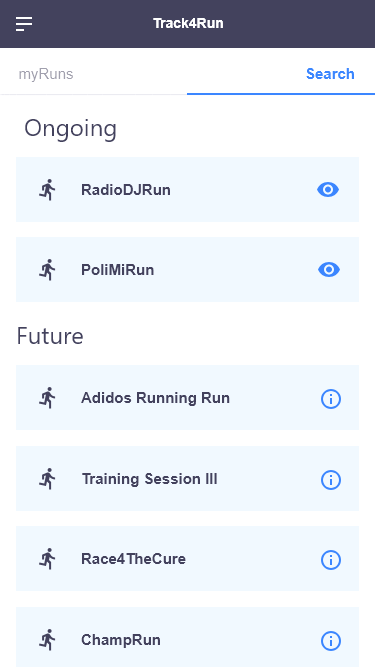 Track4Run
myRuns
Search
Ongoing
RadioDJRun
PoliMiRun
Future
Adidos Running Run
Training Session III
Race4TheCure
ChampRun